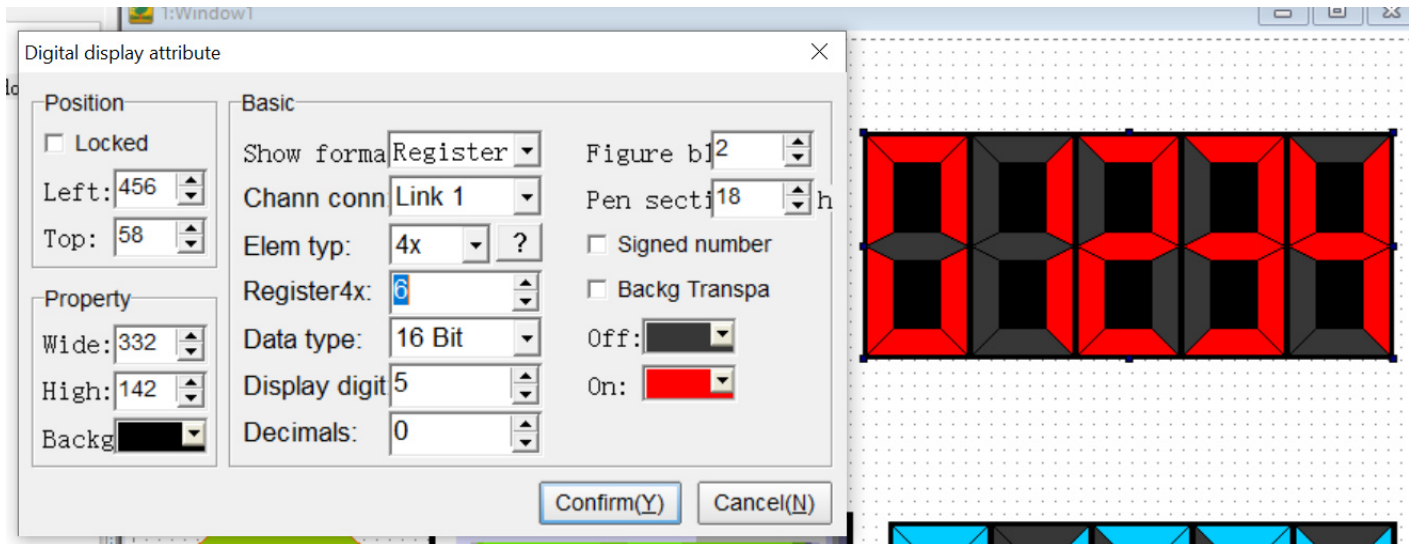 1:Window1
Digital display attribute
Position
Locked
Left: 456
Top: 58
Property
Wide: 332
High: 142
Backg
Basic
Show forma Register
Chann conn Link 1
Elem typ: 4x ?
Register4x: 6
Data type: 16 Bit
Display digit 5
Decimals: 0
Figure bl 2
Pen secti 18 h
Signed number
Backg Transpa
Off:
On:
Confirm(Y) Cancel(N)
01234